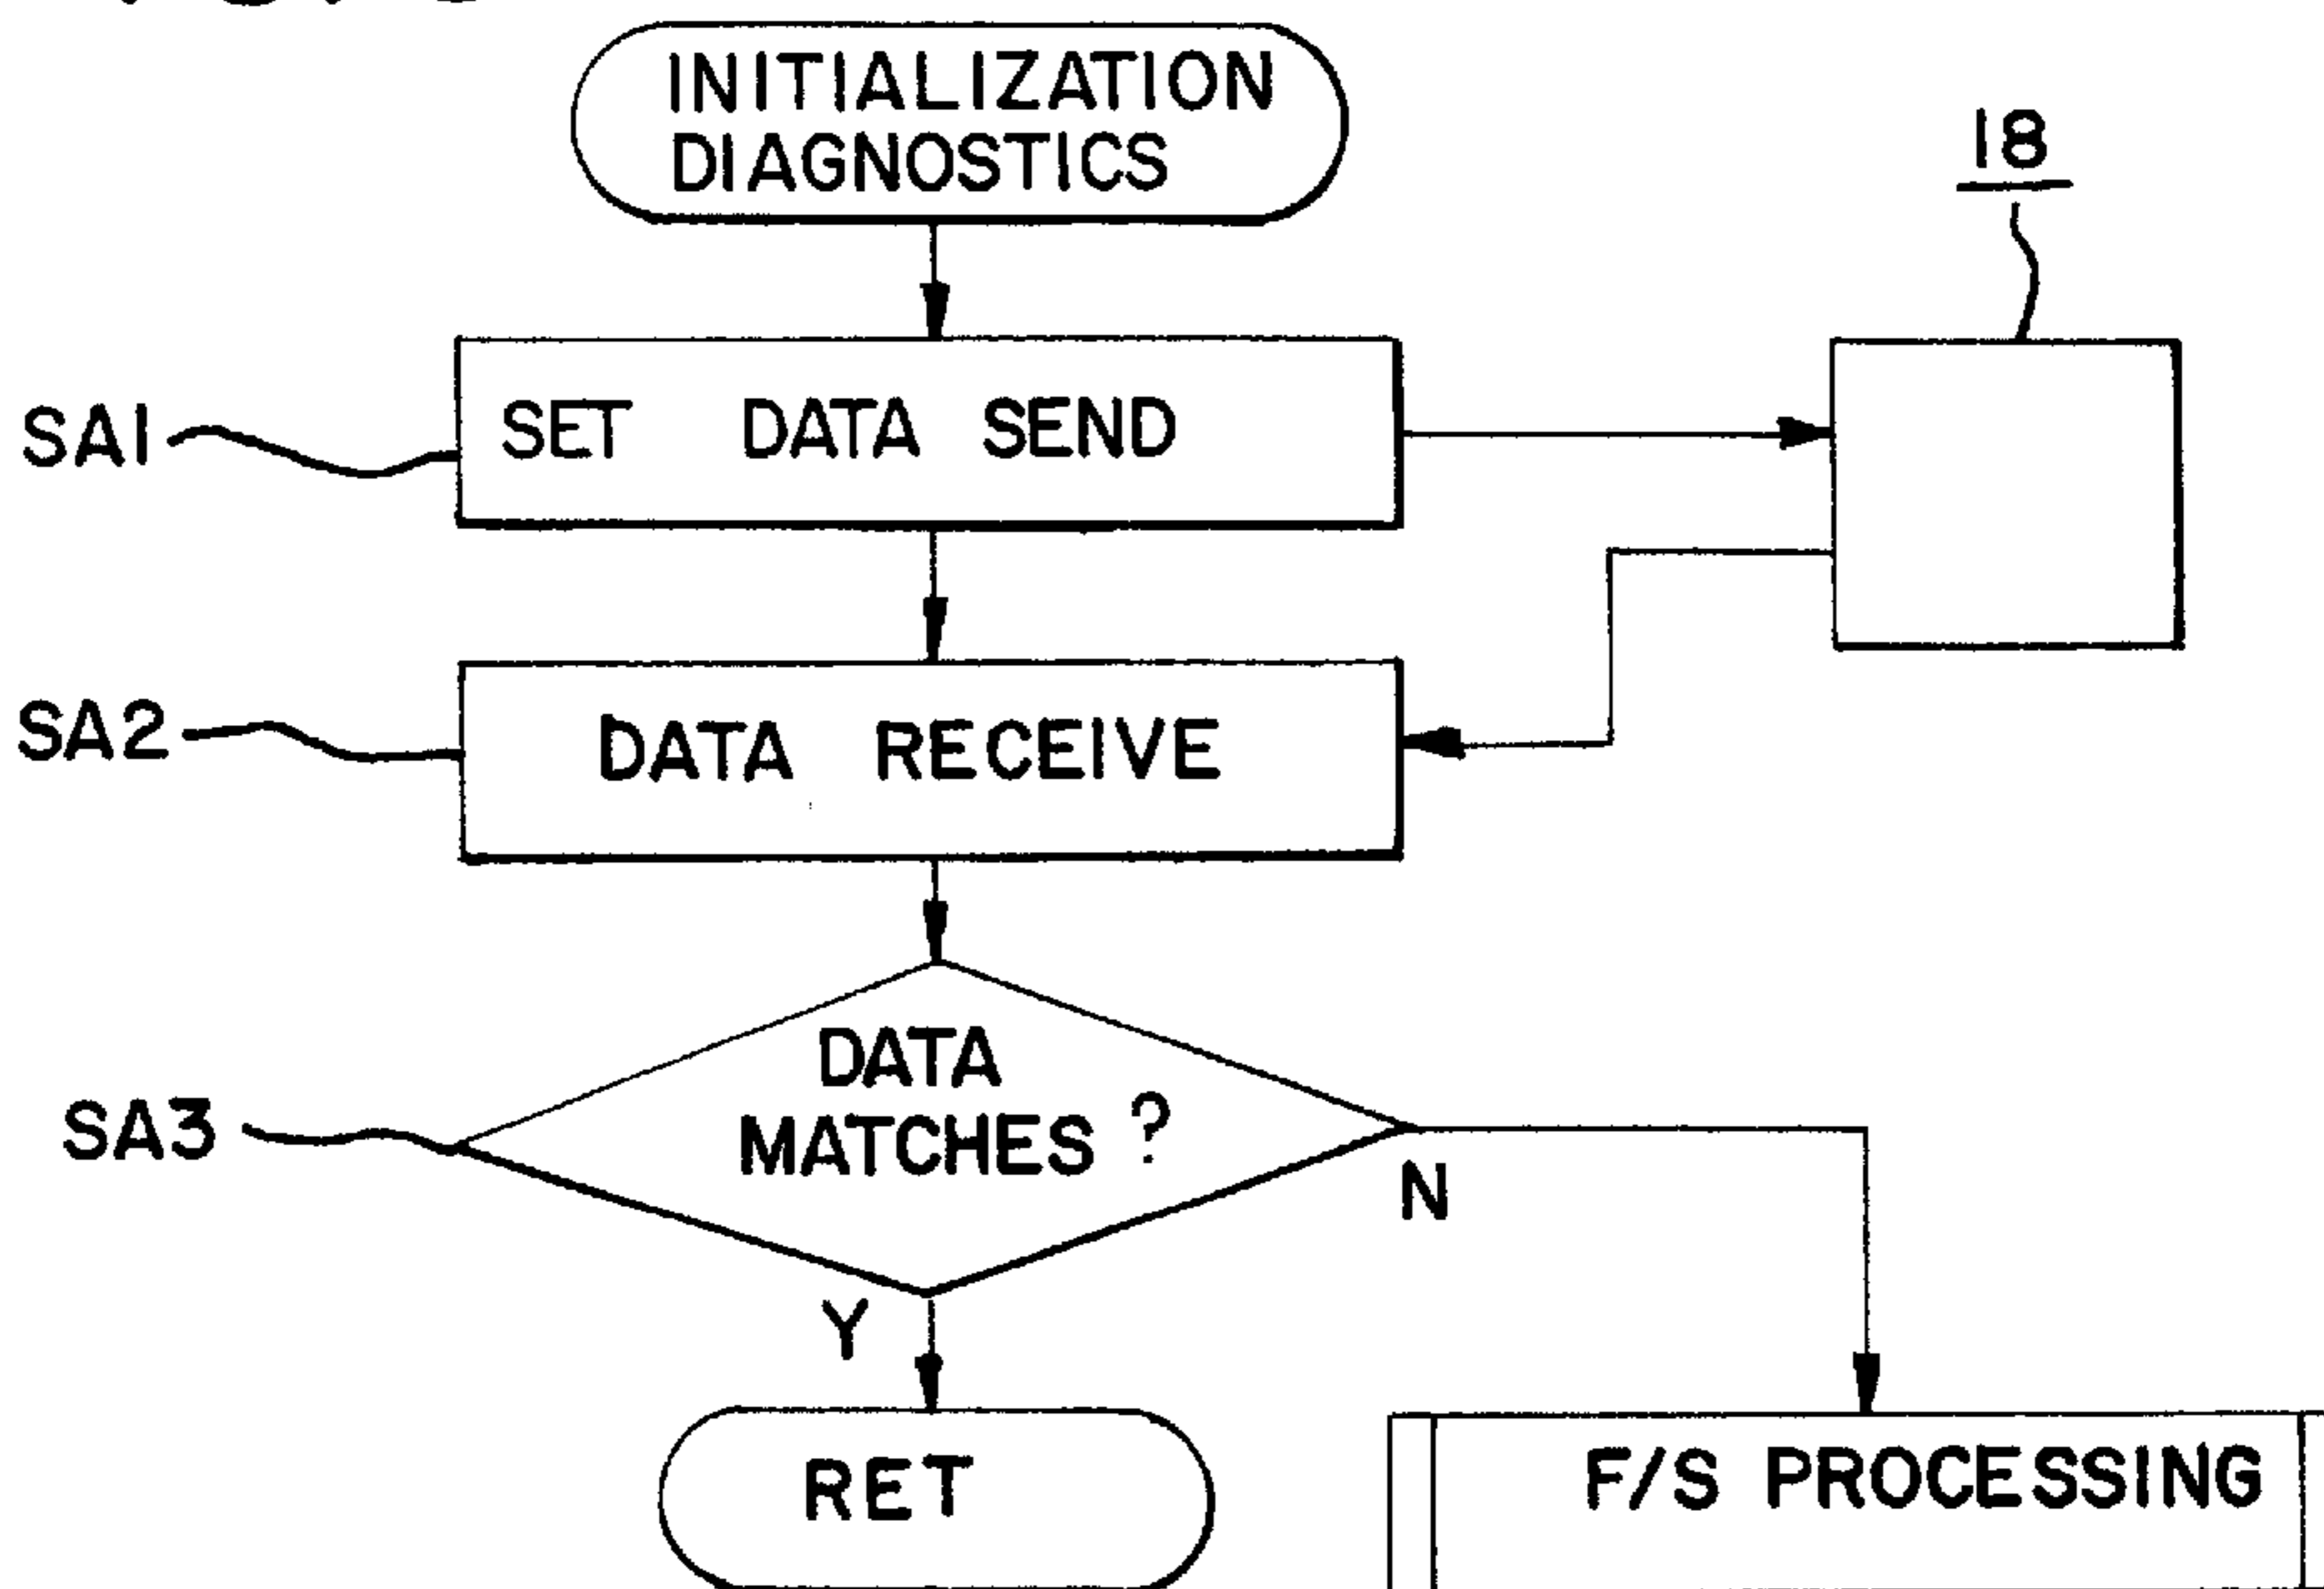 INITIALIZATION
DIAGNOSTICS
18
SA1
SET DATA SEND
SA2
DATA RECEIVE
SA3
DATA
MATCHES ?
N
Y
RET
F/S PROCESSING